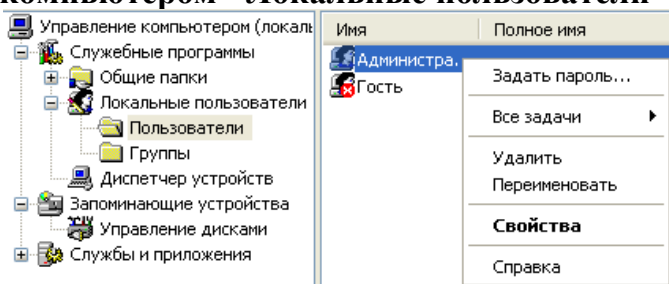 компьютером - Локальные пользователи
Управление компьютером (локаль
Служебные программы
Общие папки
Локальные пользователи
Пользователи
Группы
Диспетчер устройств
Запоминающие устройства
Управление дисками
Службы и приложения
Имя
Полное имя
Администра.
Гость
Задать пароль...
Все задачи
Удалить
Переименовать
Свойства
Справка